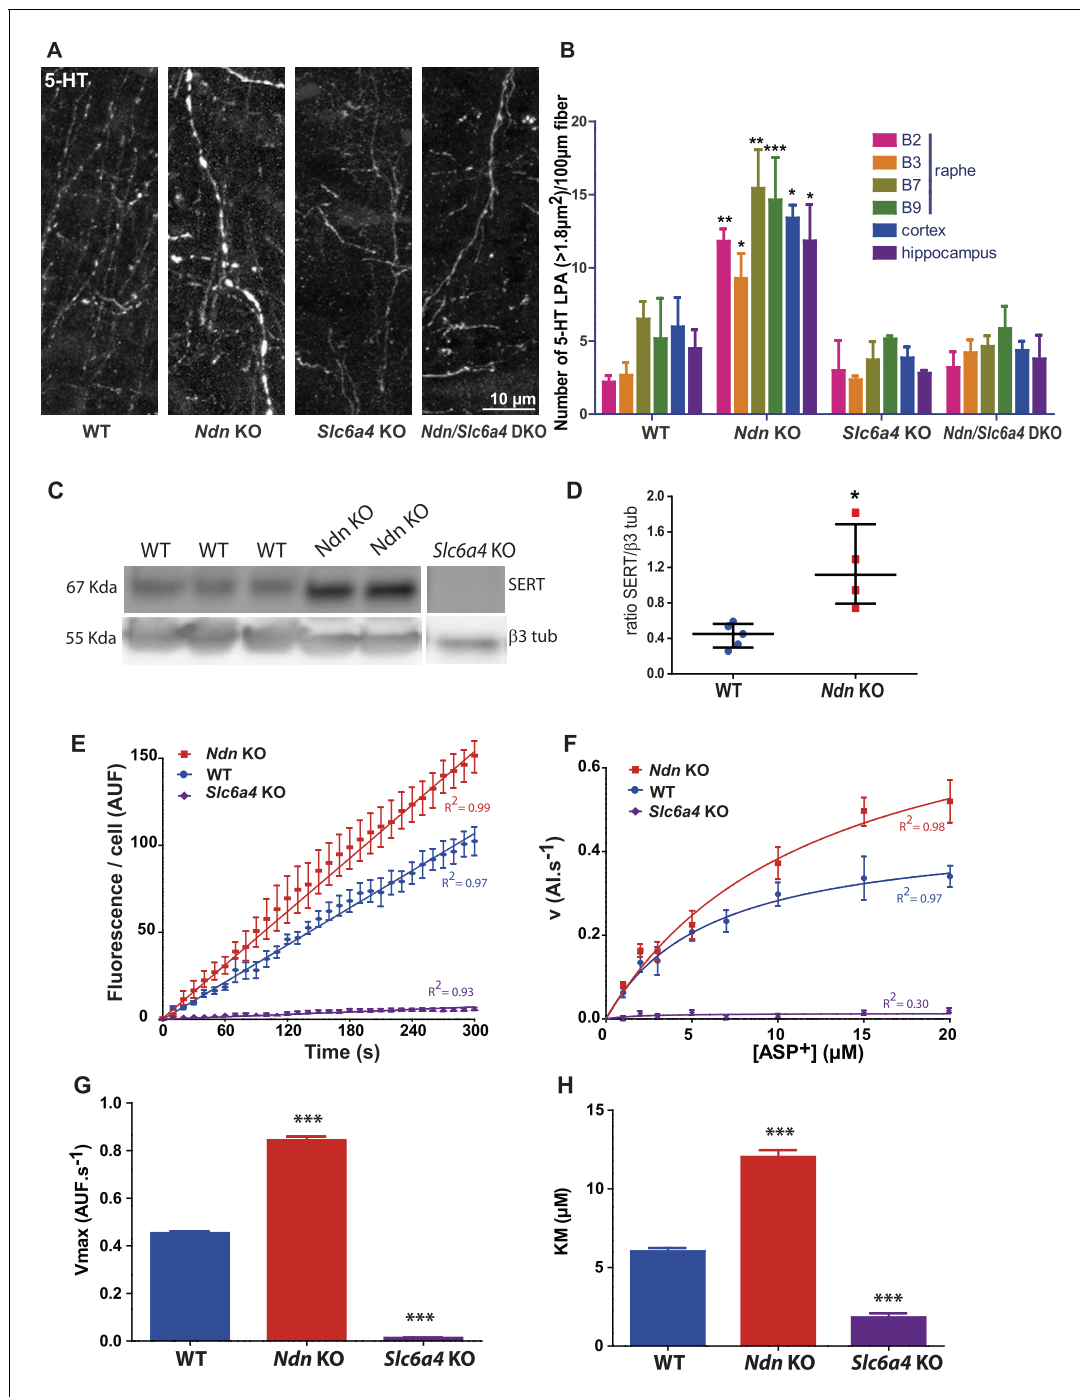 A
5-HT
10 µm
WT
Ndn KO
Slc6a4 KO
Ndn/Slc6a4 DKO
B
Number of 5-HT LPA (>1.8µm²)/100µm fiber
20
15
10
5
0
** * ** *** * *
B2
B3
B7
B9
raphe
cortex
hippocampus
WT
Ndn KO
Slc6a4 KO
Ndn/Slc6a4 DKO
C
WT
WT
WT
Ndn KO
Ndn KO
Slc6a4 KO
67 Kda
SERT
55 Kda
β3 tub
D
ratio SERT/β3 tub
2.0
1.6
1.2
0.8
0.4
0.0
*
WT
Ndn KO
E
Fluorescence / cell (AUF)
150
100
50
0
Ndn KO
WT
Slc6a4 KO
R²= 0.99
R²= 0.97
R²= 0.93
0 60 120 180 240 300
Time (s)
F
v (AI.s⁻¹)
0.6
0.4
0.2
0.0
Ndn KO
WT
Slc6a4 KO
R²= 0.98
R²= 0.97
R²= 0.30
0 5 10 15 20
[ASP⁺] (µM)
G
Vmax (AUF.s⁻¹)
1.0
0.8
0.6
0.4
0.2
0.0
***
***
WT
Ndn KO
Slc6a4 KO
H
KM (µM)
15
10
5
0
***
***
WT
Ndn KO
Slc6a4 KO